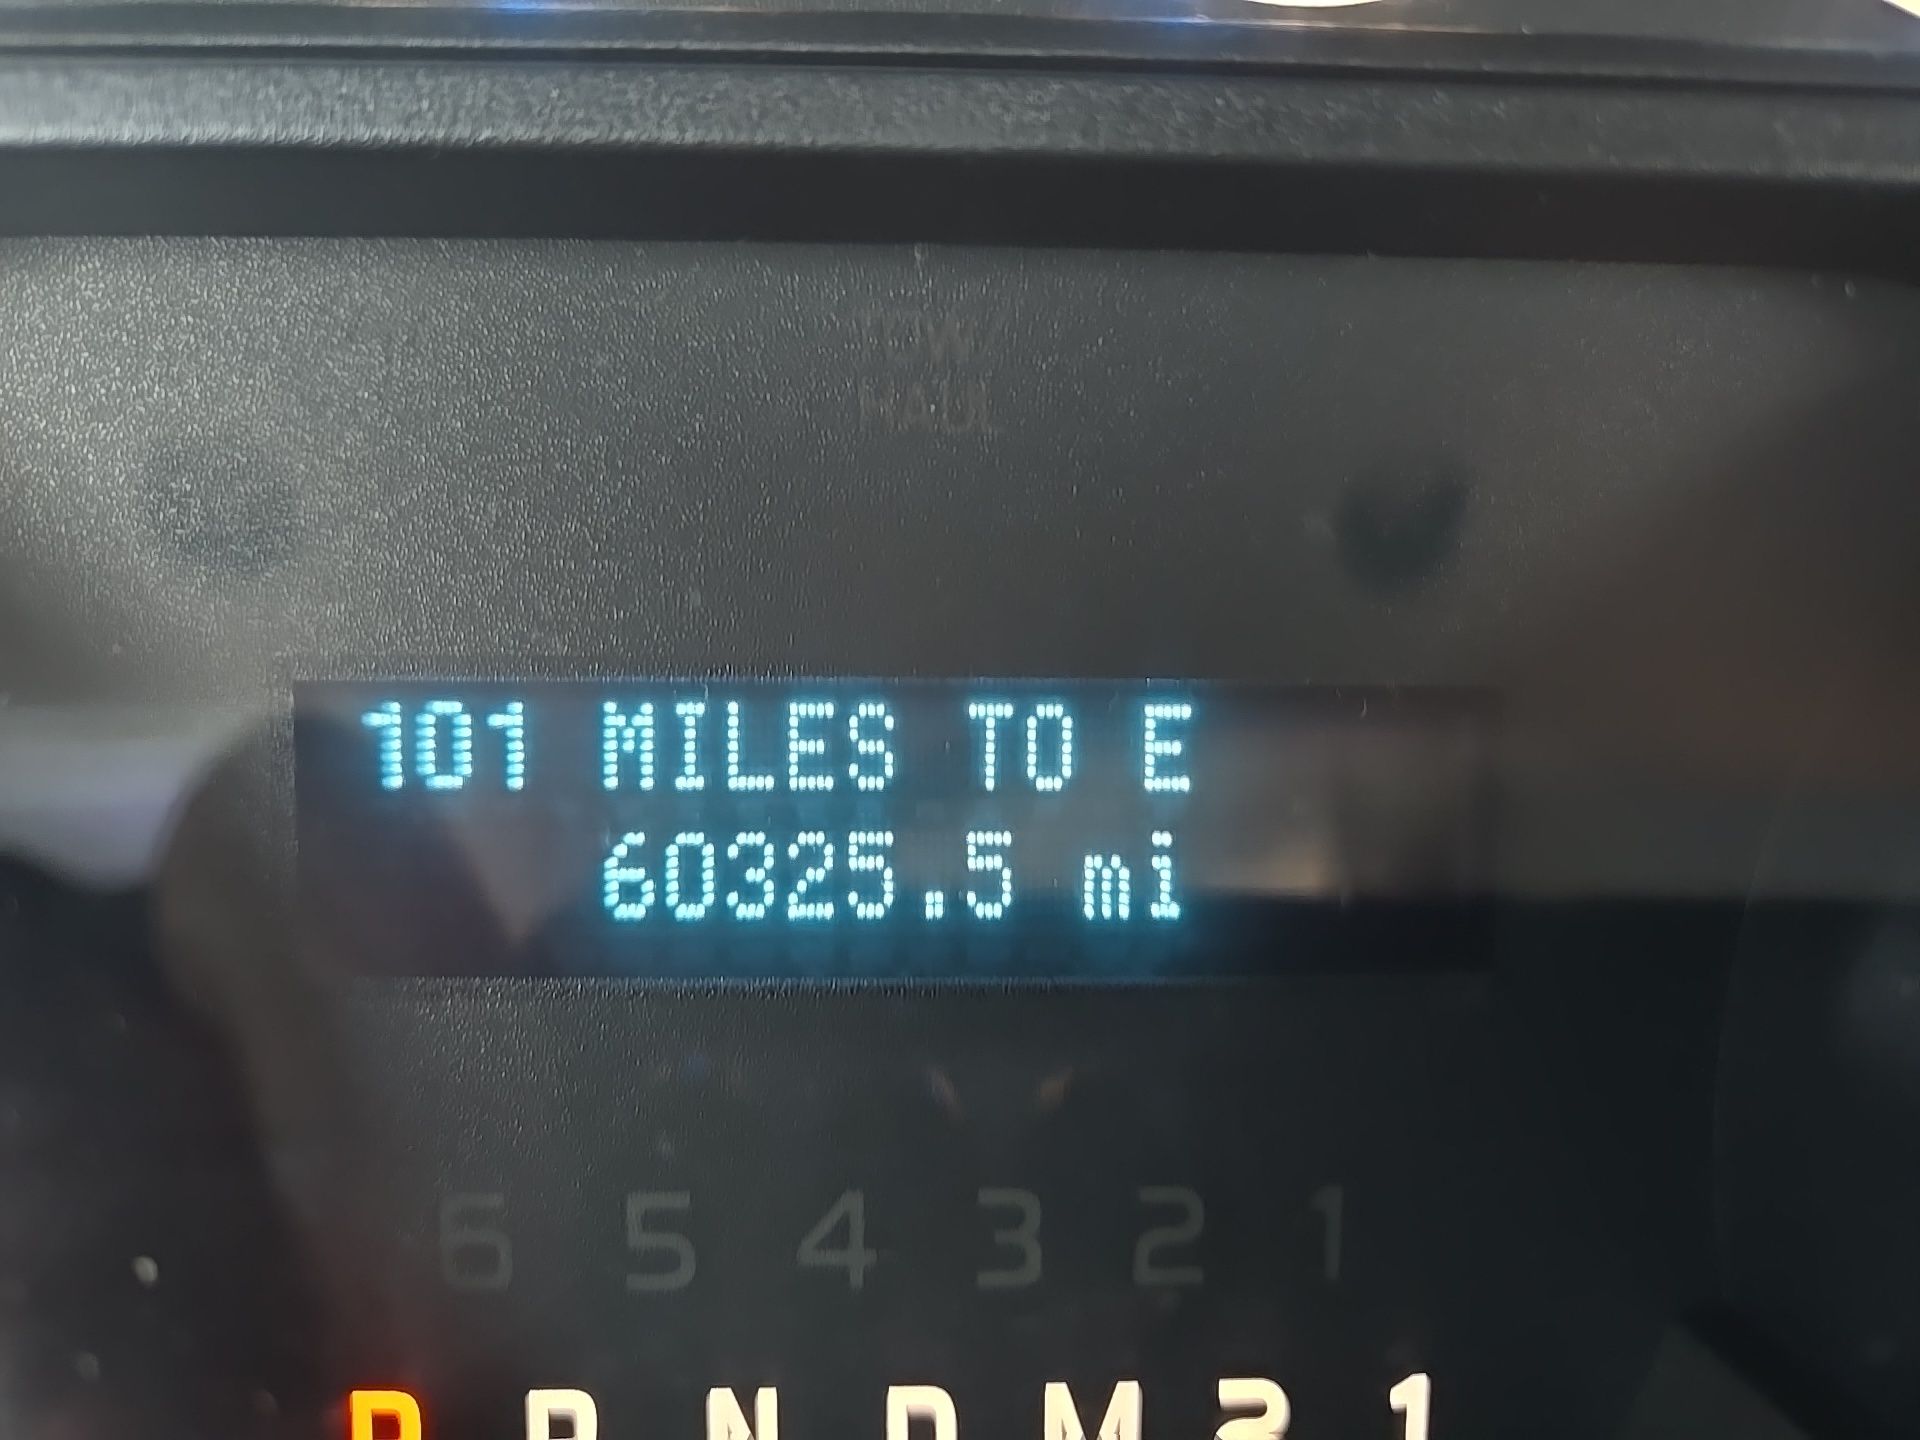 TOW/
HAUL
101 MILES TO E
60325.5 mi
6 5 4 3 2 1
P R N D M 2 1